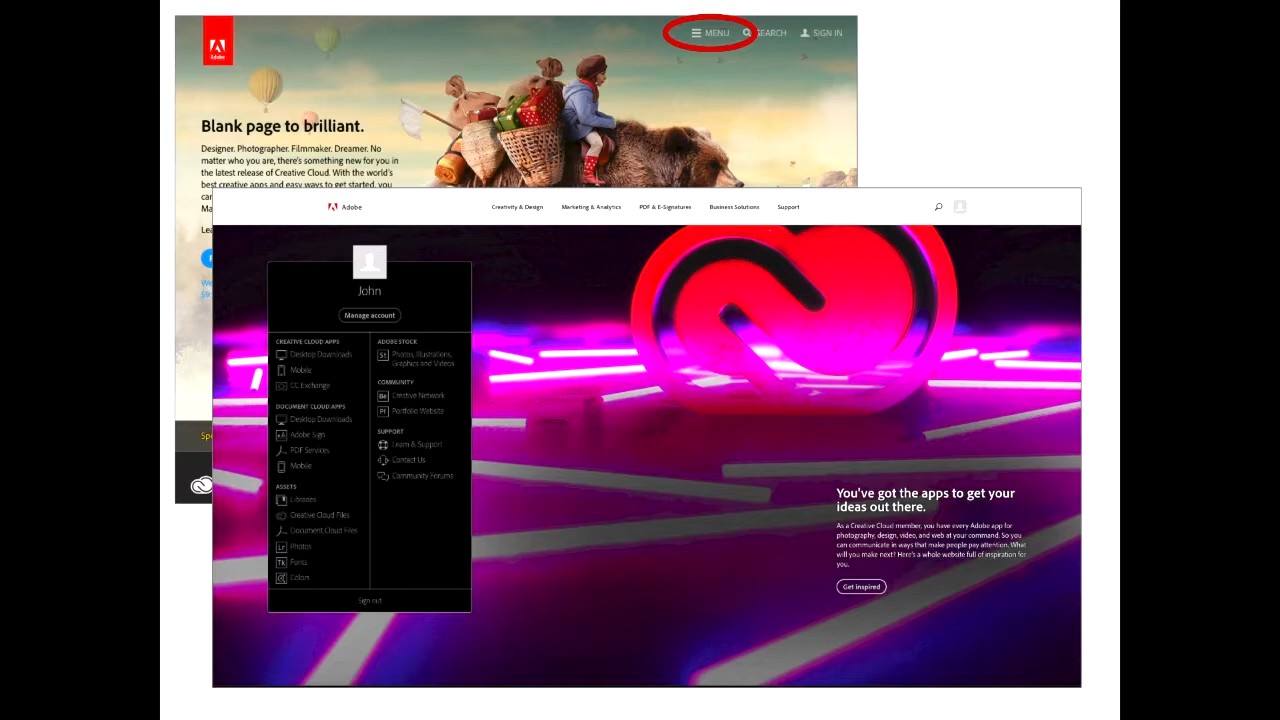 Adobe
MENU
SEARCH
SIGN IN
Blank page to brilliant.
Designer. Photographer. Filmmaker. Dreamer. No
matter who you are, there's something new for you in
the latest release of Creative Cloud. With the world's
best creative apps and easy ways to get started, you
Adobe
Creativity & Design
Marketing & Analytics
PDF & E-Signatures
Business Solutions
Support
John
Manage account
CREATIVE CLOUD APPS
Desktop Downloads
Mobile
CC Exchange
DOCUMENT CLOUD APPS
Desktop Downloads
Adobe Sign
PDF Services
Mobile
ASSETS
Libraries
Creative Cloud Files
Document Cloud Files
Lr Photos
Tk Fonts
Colors
ADOBE STOCK
St Photos, Illustrations,
Graphics and Videos
COMMUNITY
Bē Creative Network
Pf Portfolio Website
SUPPORT
Learn & Support
Contact Us
Community Forums
Sign out
You've got the apps to get your
ideas out there.
As a Creative Cloud member, you have every Adobe app for
photography, design, video, and web at your command. So you
can communicate in ways that make people pay attention. What
will you make next? Here's a whole website full of inspiration for
you.
Get inspired